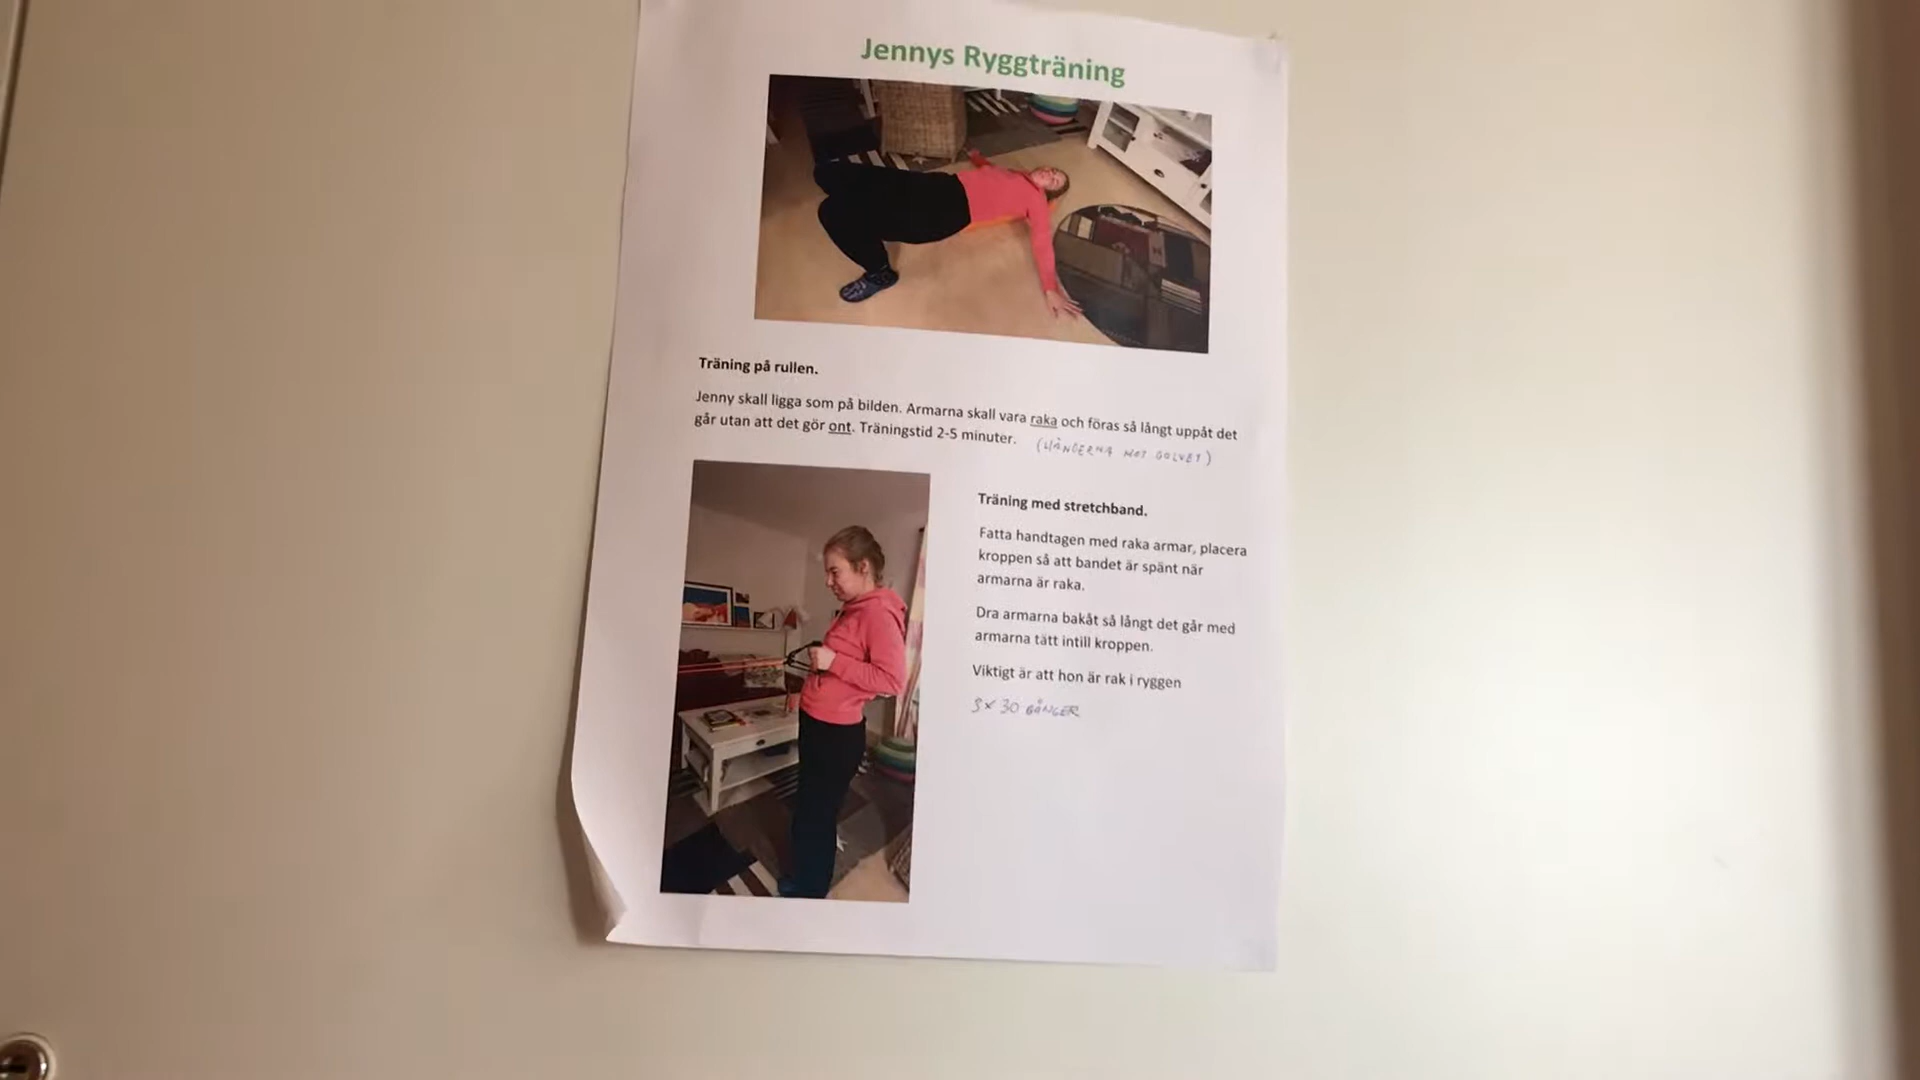 Jennys Ryggträning
Träning på rullen.
Jenny skall ligga som på bilden. Armarna skall vara raka och föras så långt uppåt det
går utan att det gör ont. Träningstid 2-5 minuter. (HÄNDERNA MOT GOLVET)
Träning med stretchband.
Fatta handtagen med raka armar, placera
kroppen så att bandet är spänt när
armarna är raka.
Dra armarna bakåt så långt det går med
armarna tätt intill kroppen.
Viktigt är att hon är rak i ryggen
3x 30 GÅNGER